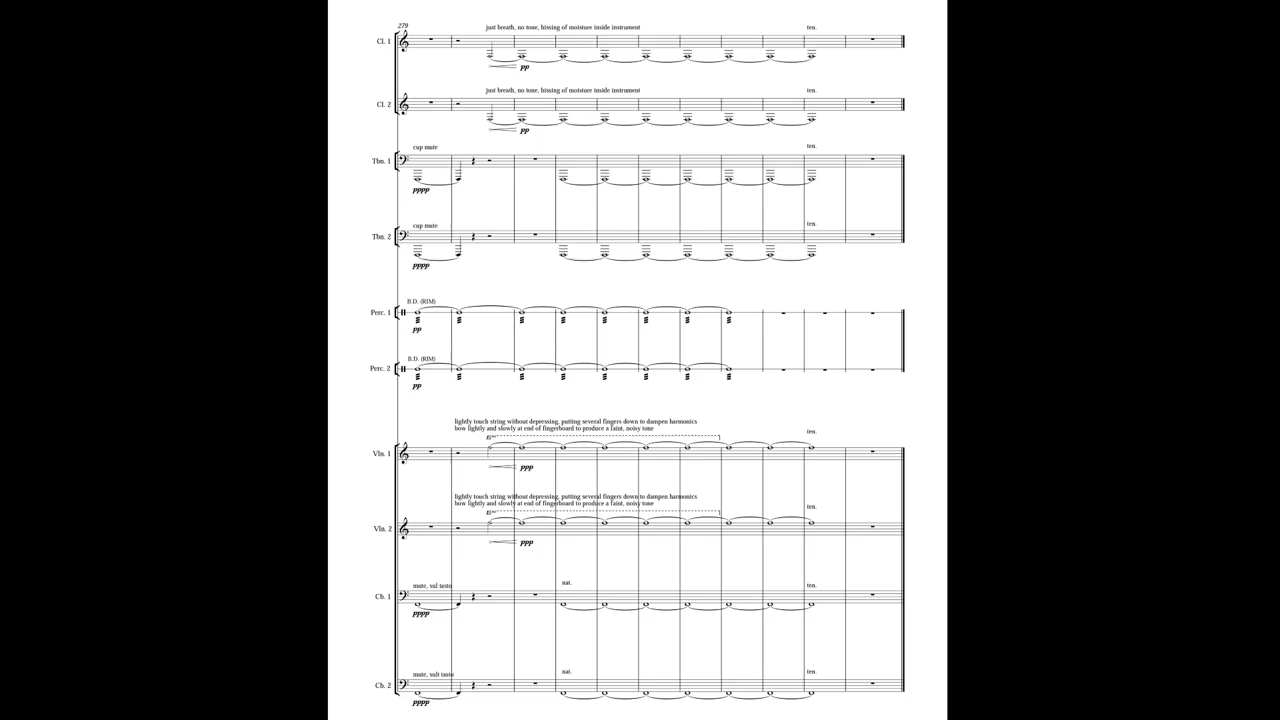 279
just breath, no tone, hissing of moisture inside instrument ten.
Cl. 1
pp
just breath, no tone, hissing of moisture inside instrument ten.
Cl. 2
pp
cup mute ten.
Tbn. 1
pppp
cup mute ten.
Tbn. 2
pppp
B.D. (RIM)
Perc. 1
pp
B.D. (RIM)
Perc. 2
pp
lightly touch string without depressing, putting several fingers down to dampen harmonics
bow lightly and slowly at end of fingerboard to produce a faint, noisy tone ten.
Vln. 1
ppp
lightly touch string without depressing, putting several fingers down to dampen harmonics
bow lightly and slowly at end of fingerboard to produce a faint, noisy tone ten.
Vln. 2
ppp
mute, sul tasto nat. ten.
Cb. 1
pppp
mute, sult tasto nat. ten.
Cb. 2
pppp